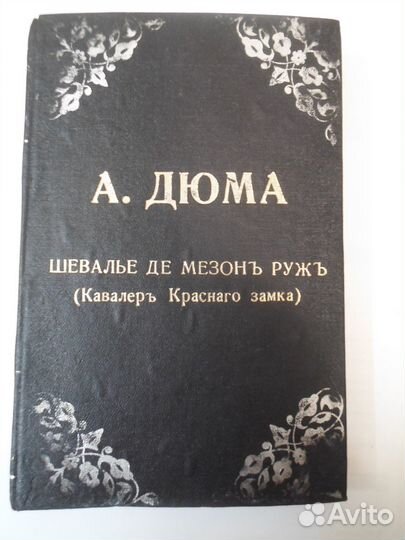 А. ДЮМА
ШЕВАЛЬЕ ДЕ МЕЗОНЪ РУЖЪ
(Кавалеръ Краснаго замка)
Avito